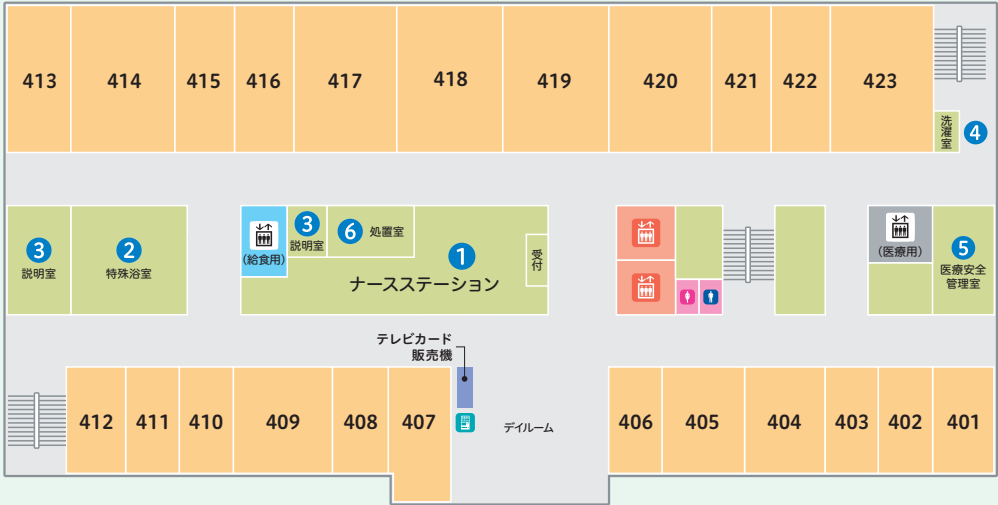 413
414
415
416
417
418
419
420
421
422
423
洗濯室
4
3
説明室
2
特殊浴室
(給食用)
3
説明室
6
処置室
1
ナースステーション
受付
(医療用)
5
医療安全
管理室
テレビカード
販売機
デイルーム
412
411
410
409
408
407
406
405
404
403
402
401